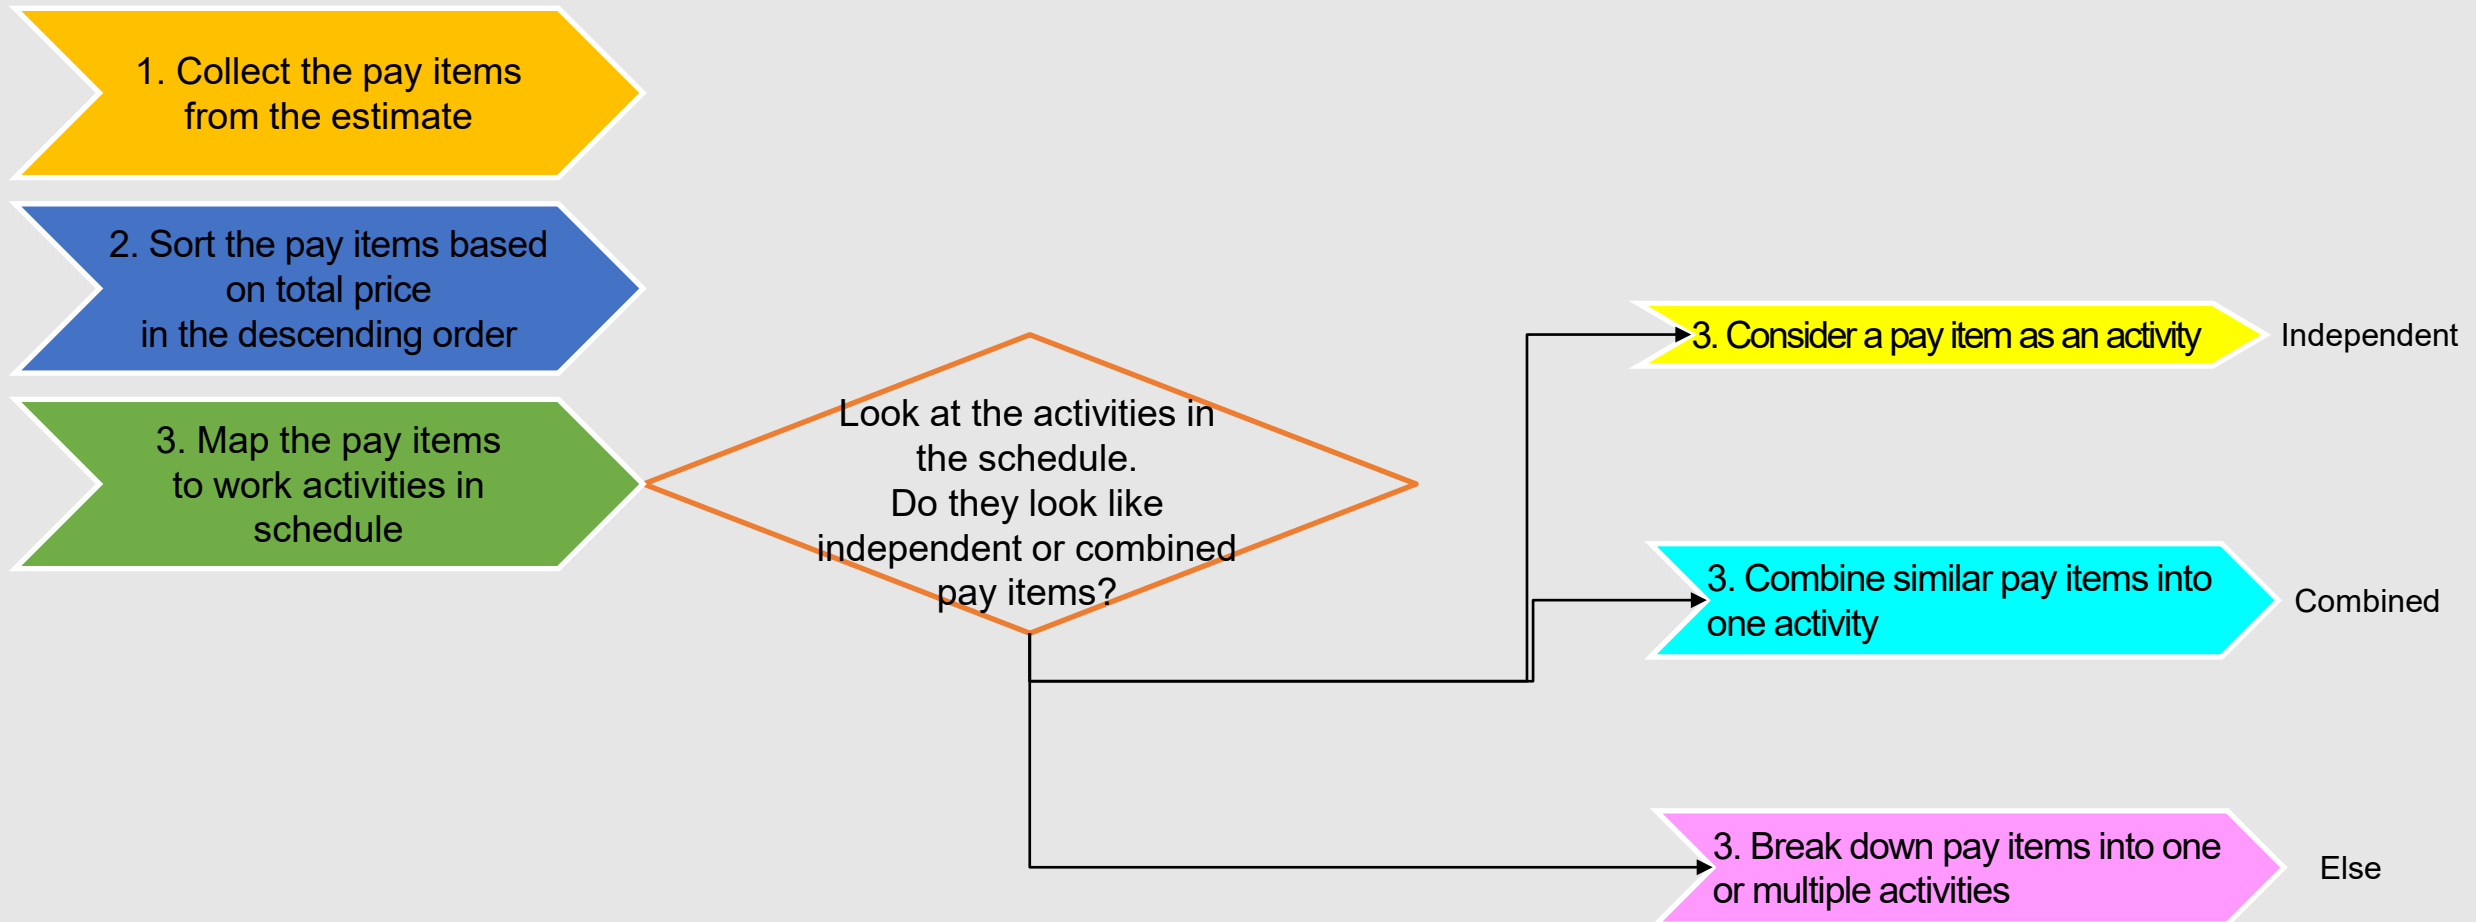 1. Collect the pay items
from the estimate
2. Sort the pay items based
on total price
in the descending order
3. Map the pay items
to work activities in
schedule
Look at the activities in
the schedule.
Do they look like
independent or combined
pay items?
3. Consider a pay item as an activity
Independent
3. Combine similar pay items into
one activity
Combined
3. Break down pay items into one
or multiple activities
Else